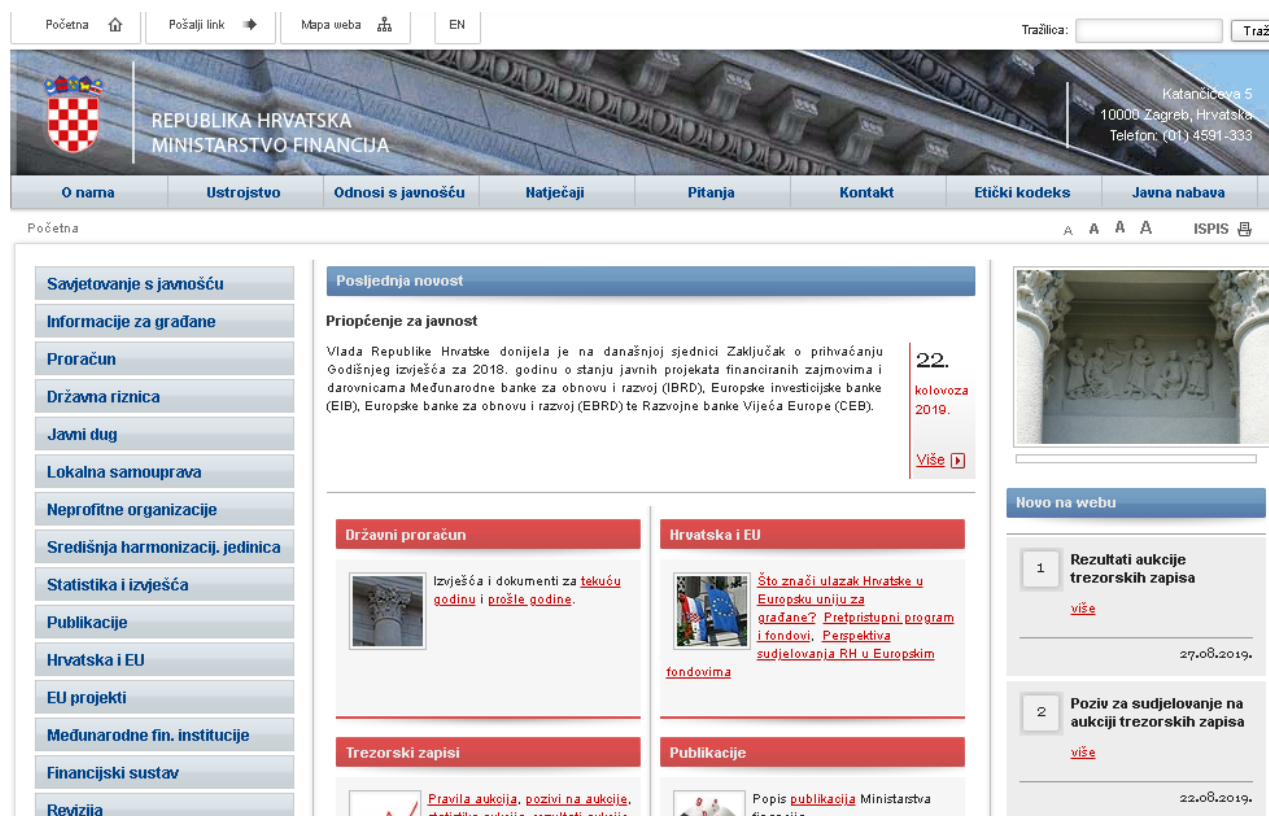 Početna
Pošalji link
Mapa weba
EN
Tražilica:
Traž
REPUBLIKA HRVATSKA
MINISTARSTVO FINANCIJA
Katančićeva 5
10000 Zagreb, Hrvatska
Telefon: (01) 4591-333
O nama
Ustrojstvo
Odnosi s javnošću
Natječaji
Pitanja
Kontakt
Etički kodeks
Javna nabava
Početna
A A A A
ISPIS
Savjetovanje s javnošću
Informacije za građane
Proračun
Državna riznica
Javni dug
Lokalna samouprava
Neprofitne organizacije
Središnja harmonizacij. jedinica
Statistika i izvješća
Publikacije
Hrvatska i EU
EU projekti
Međunarodne fin. institucije
Financijski sustav
Revizija
Posljednja novost
Priopćenje za javnost
Vlada Republike Hrvatske donijela je na današnjoj sjednici Zaključak o prihvaćanju
Godišnjeg izvješća za 2018. godinu o stanju javnih projekata financiranih zajmovima i
darovnicama Međunarodne banke za obnovu i razvoj (IBRD), Europske investicijske banke
(EIB), Europske banke za obnovu i razvoj (EBRD) te Razvojne banke Vijeća Europe (CEB).
22.
kolovoza
2019.
Više
Državni proračun
Izvješća i dokumenti za tekuću
godinu i prošle godine.
Hrvatska i EU
Što znači ulazak Hrvatske u
Europsku uniju za
građane? Pretpristupni program
i fondovi, Perspektiva
sudjelovanja RH u Europskim
fondovima
Trezorski zapisi
Pravila aukcija, pozivi na aukcije,
Publikacije
Popis publikacija Ministarstva
Novo na webu
1
Rezultati aukcije
trezorskih zapisa
više
27.08.2019.
2
Poziv za sudjelovanje na
aukciji trezorskih zapisa
više
22.08.2019.